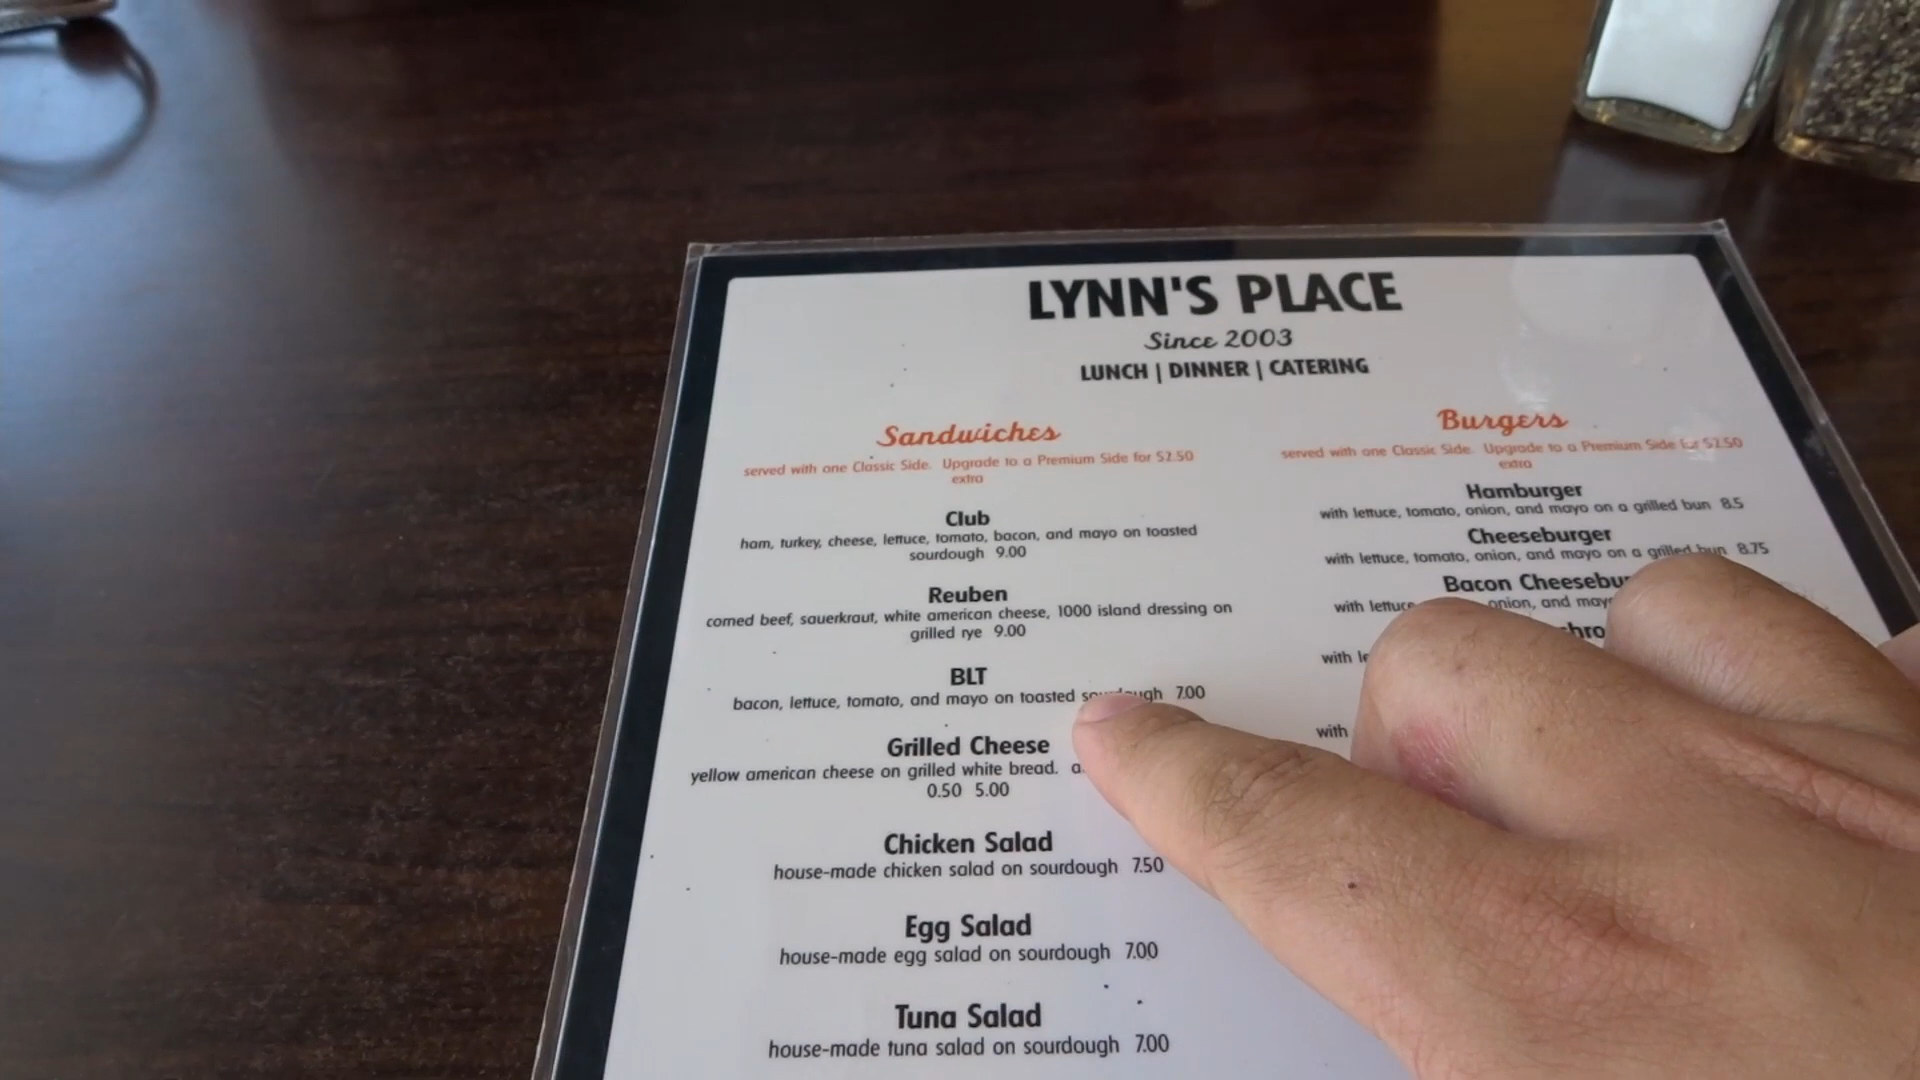 LYNN'S PLACE
Since 2003
LUNCH | DINNER | CATERING
Sandwiches
served with one Classic Side. Upgrade to a Premium Side for $2.50
extra
Club
ham, turkey, cheese, lettuce, tomato, bacon, and mayo on toasted
sourdough 9.00
Reuben
corned beef, sauerkraut, white american cheese, 1000 island dressing on
grilled rye 9.00
BLT
bacon, lettuce, tomato, and mayo on toasted 7.00
Grilled Cheese
yellow american cheese on grilled white bread.
0.50 5.00
Chicken Salad
house-made chicken salad on sourdough 7.50
Egg Salad
house-made egg salad on sourdough 7.00
Tuna Salad
house-made tuna salad on sourdough 7.00
Burgers
served with one Classic Side. Upgrade to a Premium Side for $2.50
extra
Hamburger
with lettuce, tomato, onion, and mayo on a grilled bun 8.5
Cheeseburger
with lettuce, tomato, onion, and mayo on a grilled bun 8.75
Bacon
with onion, and
with
with